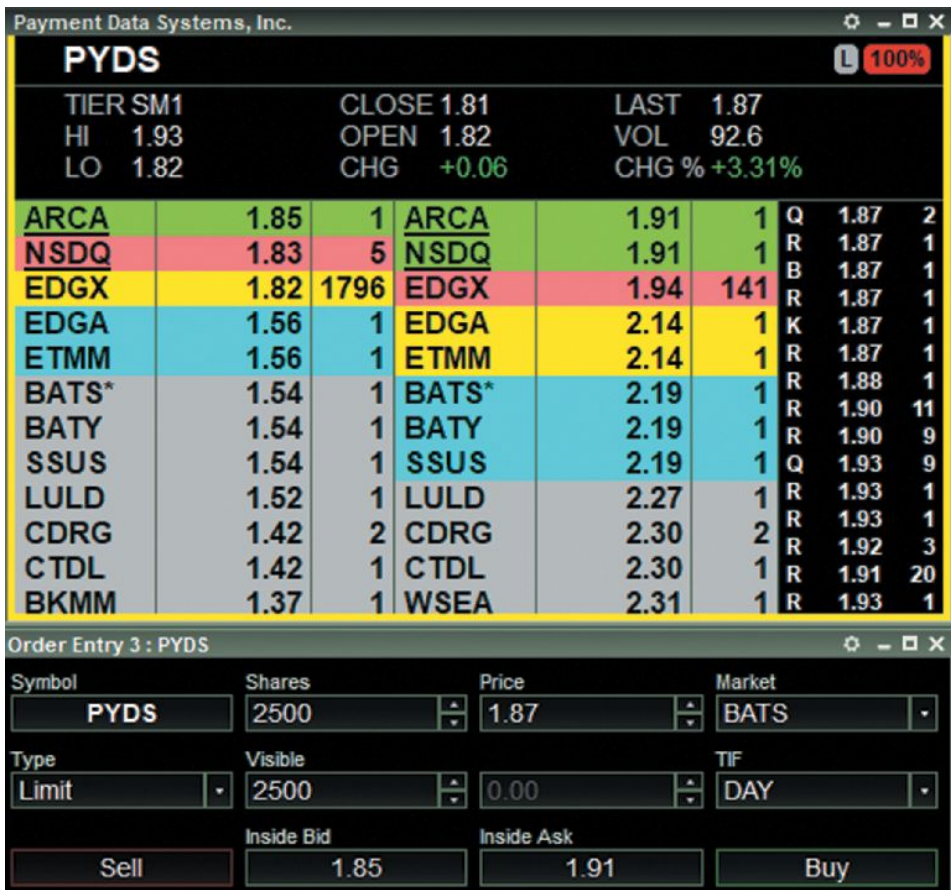 Payment Data Systems, Inc.
PYDS L 100%
TIER SM1 CLOSE 1.81 LAST 1.87
HI 1.93 OPEN 1.82 VOL 92.6
LO 1.82 CHG +0.06 CHG % +3.31%
ARCA 1.85 1 ARCA 1.91 1
NSDQ 1.83 5 NSDQ 1.91 1
EDGX 1.82 1796 EDGX 1.94 141
EDGA 1.56 1 EDGA 2.14 1
ETMM 1.56 1 ETMM 2.14 1
BATS* 1.54 1 BATS* 2.19 1
BATY 1.54 1 BATY 2.19 1
SSUS 1.54 1 SSUS 2.19 1
LULD 1.52 1 LULD 2.27 1
CDRG 1.42 2 CDRG 2.30 2
CTDL 1.42 1 CTDL 2.30 1
BKMM 1.37 1 WSEA 2.31 1
Q 1.87 2
R 1.87 1
B 1.87 1
R 1.87 1
K 1.87 1
R 1.87 1
R 1.88 1
R 1.90 11
R 1.90 9
Q 1.93 9
R 1.93 1
R 1.93 1
R 1.92 3
R 1.91 20
R 1.93 1
Order Entry 3 : PYDS
Symbol Shares Price Market
PYDS 2500 1.87 BATS
Type Visible TIF
Limit 2500 0.00 DAY
Inside Bid Inside Ask
Sell 1.85 1.91 Buy